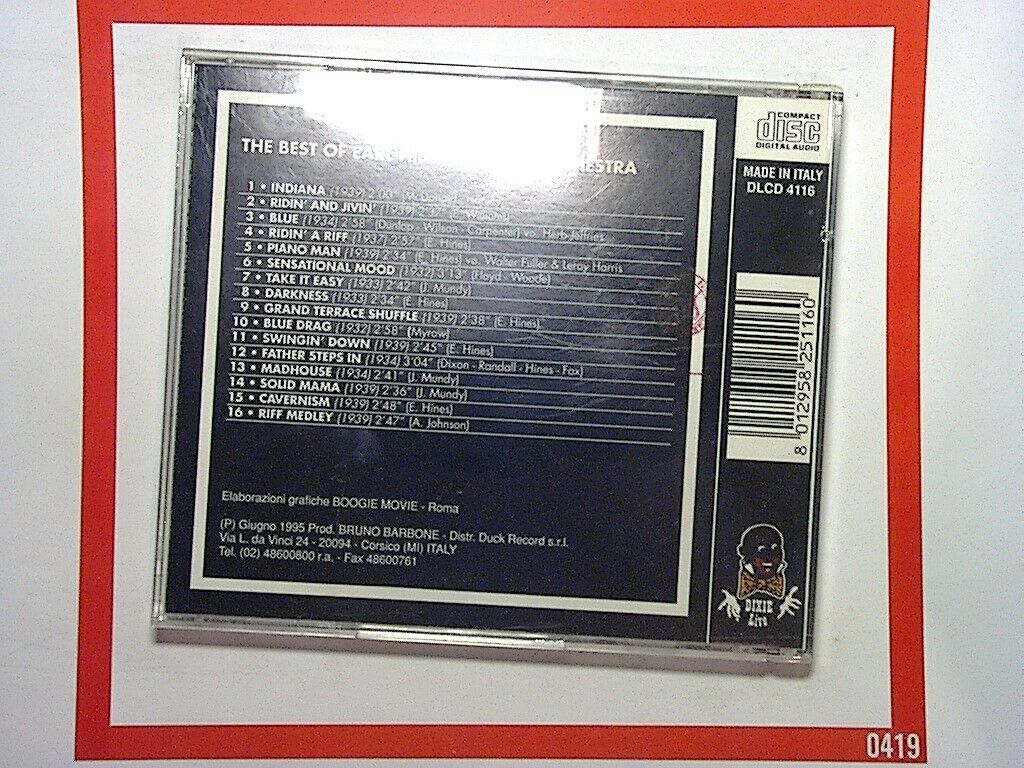 COMPACT
disc
DIGITAL AUDIO
MADE IN ITALY
DLCD 4116
THE BEST OF
1 • INDIANA (1939) 2'00"
2 • RIDIN' AND JIVIN' (1939) 2'37"
3 • BLUE (1934) 2'58" (Dunlap - Wilson - Carpenter) vo. Herb Jeffries
4 • RIDIN' A RIFF (1937) 2'57" (E. Hines)
5 • PIANO MAN (1939) 2'34" (E. Hines) vo. Walter Fuller & Leroy Harris
6 • SENSATIONAL MOOD (1932) 3'13" (Floyd. Woode)
7 • TAKE IT EASY (1933) 2'42" (J. Mundy)
8 • DARKNESS (1933) 2'34" (E. Hines)
9 • GRAND TERRACE SHUFFLE (1939) 2'38" (E. Hines)
10 • BLUE DRAG (1932) 2'58" (Myrow)
11 • SWINGIN' DOWN (1939) 2'45" (E. Hines)
12 • FATHER STEPS IN (1934) 3'04" (Dixon - Randall - Hines - Fox)
13 • MADHOUSE (1934) 2'41" (J. Mundy)
14 • SOLID MAMA (1939) 2'36" (J. Mundy)
15 • CAVERNISM (1939) 2'48" (E. Hines)
16 • RIFF MEDLEY (1939) 2'47" (A. Johnson)
Elaborazioni grafiche BOOGIE MOVIE - Roma
(P) Giugno 1995 Prod. BRUNO BARBONE - Distr. Duck Record s.r.l.
Via L. da Vinci 24 - 20094 - Corsico (MI) ITALY
Tel. (02) 48600800 r.a. - Fax 48600761
8 012958 251160
DIXIE
Live
0419